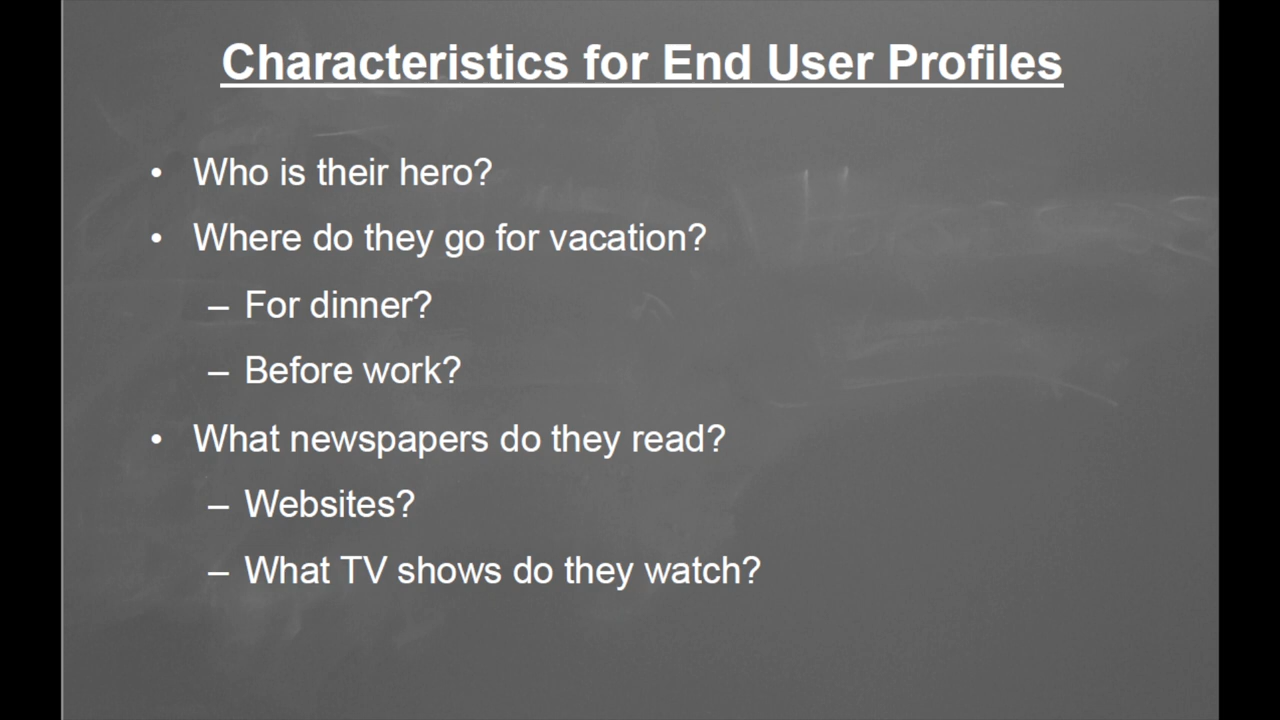 Characteristics for End User Profiles
• Who is their hero?
• Where do they go for vacation?
– For dinner?
– Before work?
• What newspapers do they read?
– Websites?
– What TV shows do they watch?